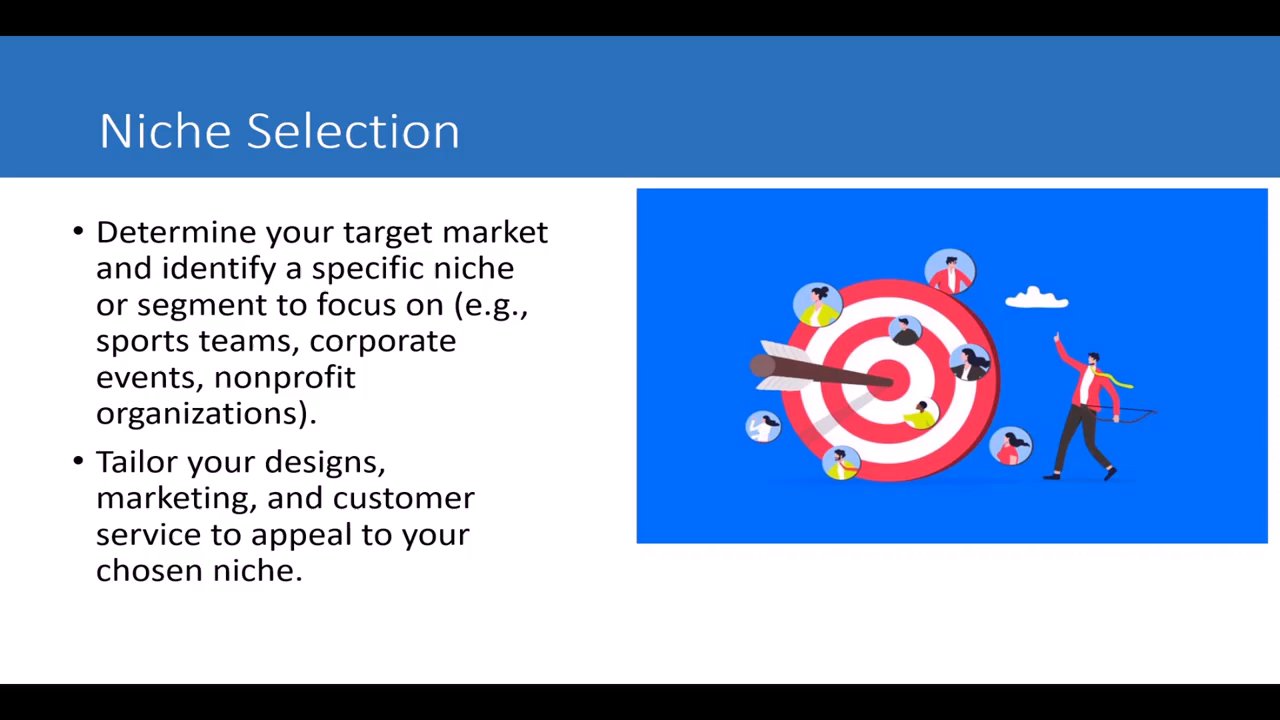 Niche Selection
• Determine your target market
and identify a specific niche
or segment to focus on (e.g.,
sports teams, corporate
events, nonprofit
organizations).
• Tailor your designs,
marketing, and customer
service to appeal to your
chosen niche.